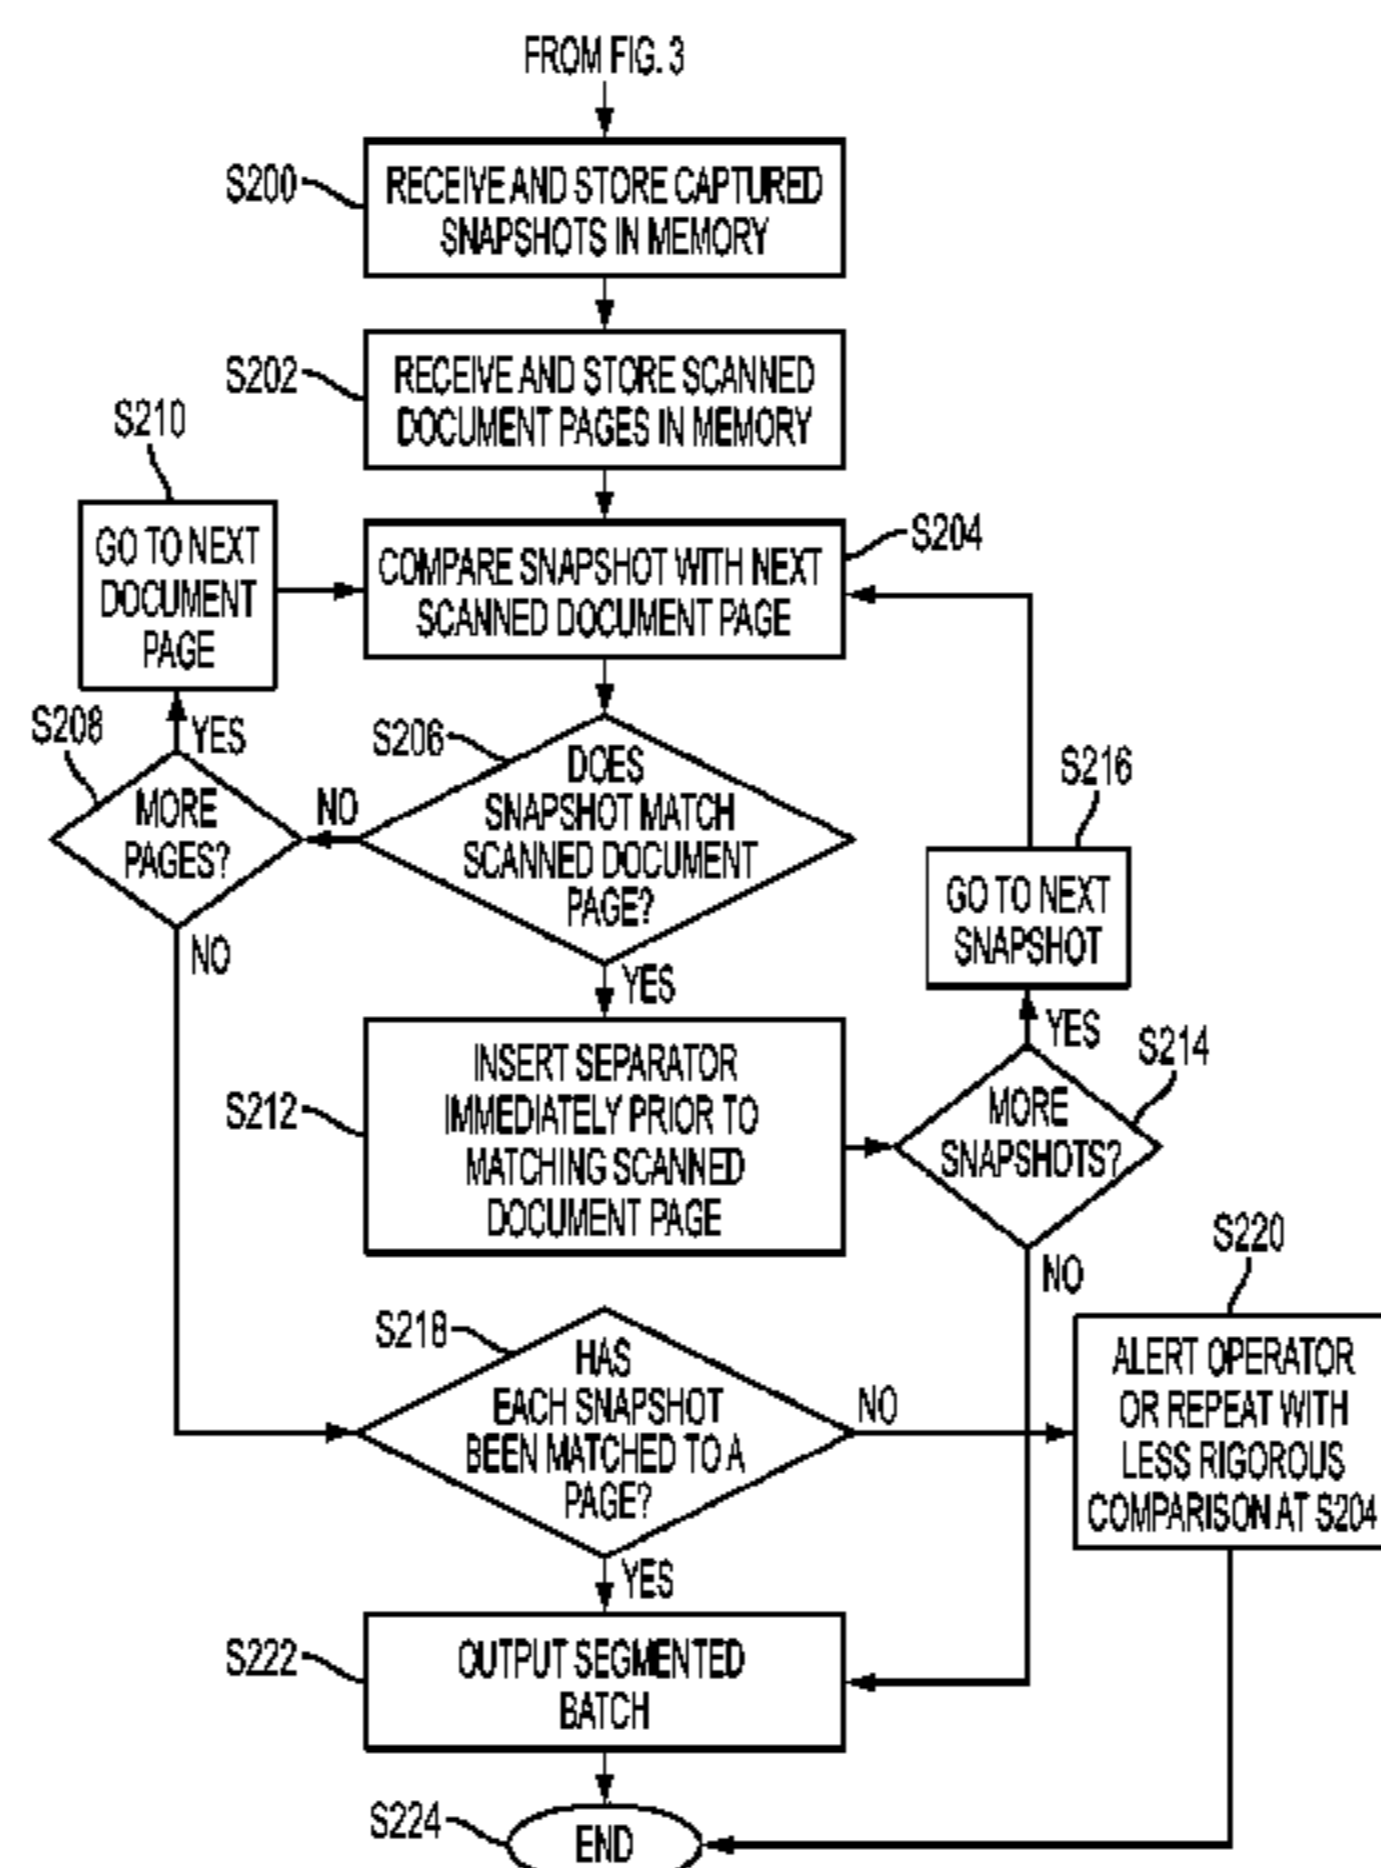 FROM FIG. 3
S200
RECEIVE AND STORE CAPTURED
SNAPSHOTS IN MEMORY
S202
RECEIVE AND STORE SCANNED
DOCUMENT PAGES IN MEMORY
S210
GO TO NEXT
DOCUMENT
PAGE
S204
COMPARE SNAPSHOT WITH NEXT
SCANNED DOCUMENT PAGE
S208
YES
MORE
PAGES?
NO
NO
S206
DOES
SNAPSHOT MATCH
SCANNED DOCUMENT
PAGE?
YES
S216
GO TO NEXT
SNAPSHOT
YES
S212
INSERT SEPARATOR
IMMEDIATELY PRIOR TO
MATCHING SCANNED
DOCUMENT PAGE
S214
MORE
SNAPSHOTS?
NO
S218
HAS
EACH SNAPSHOT
BEEN MATCHED TO A
PAGE?
NO
YES
S220
ALERT OPERATOR
OR REPEAT WITH
LESS RIGOROUS
COMPARISON AT S204
S222
OUTPUT SEGMENTED
BATCH
S224
END